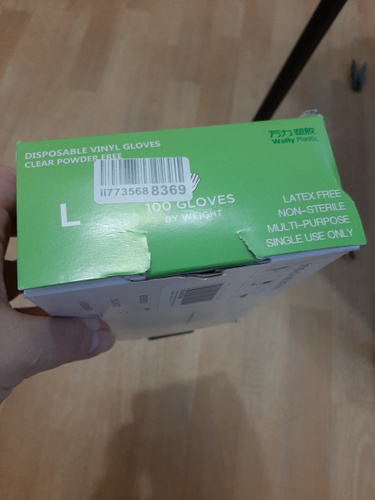 DISPOSABLE VINYL GLOVES
CLEAR POWDER FREE
Wally Plastic
ii773568 8369
L
100 GLOVES
BY WEIGHT
LATEX FREE
NON-STERILE
MULTI-PURPOSE
SINGLE USE ONLY